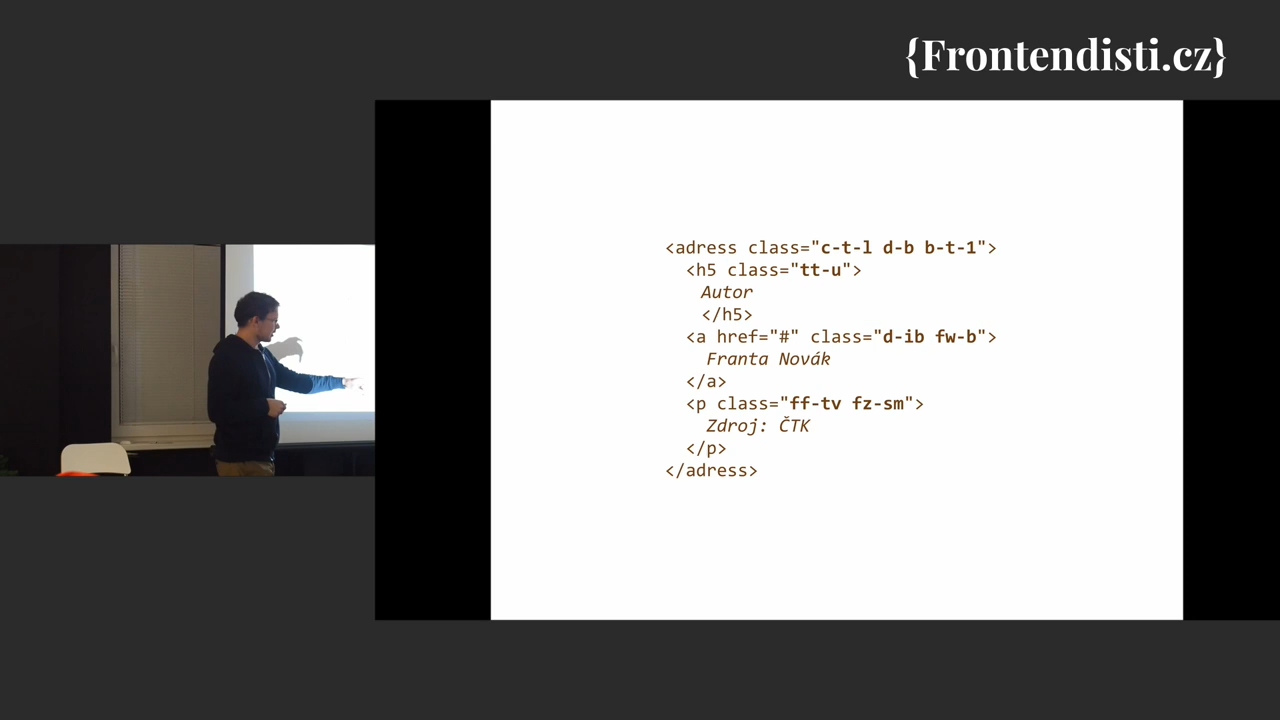 {Frontendisti.cz}
<adress class="c-t-l d-b b-t-1">
<h5 class="tt-u">
Autor
</h5>
<a href="#" class="d-ib fw-b">
Franta Novák
</a>
<p class="ff-tv fz-sm">
Zdroj: ČTK
</p>
</adress>